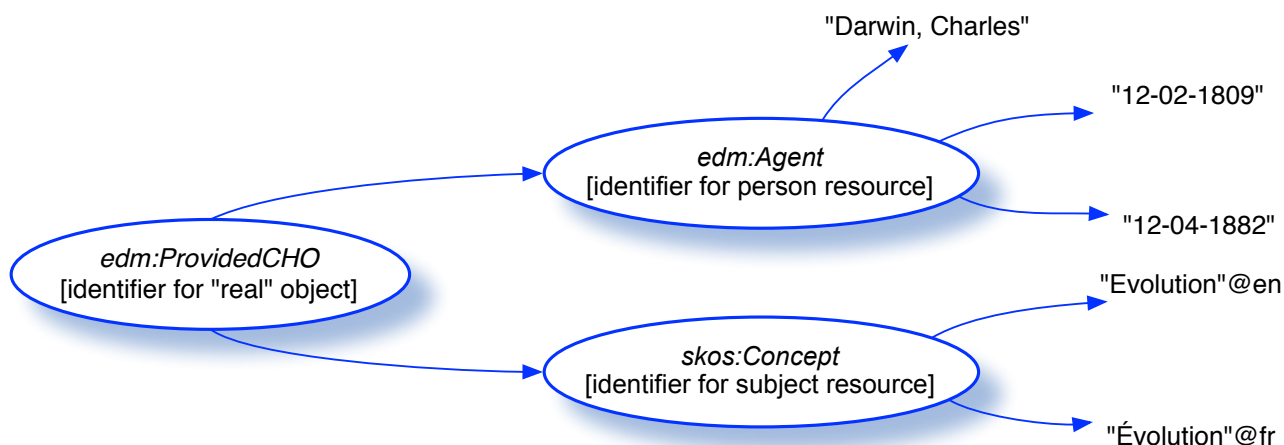 "Darwin, Charles"
"12-02-1809"
edm:Agent
[identifier for person resource]
"12-04-1882"
edm:ProvidedCHO
[identifier for "real" object]
"Evolution"@en
skos:Concept
[identifier for subject resource]
"Évolution"@fr